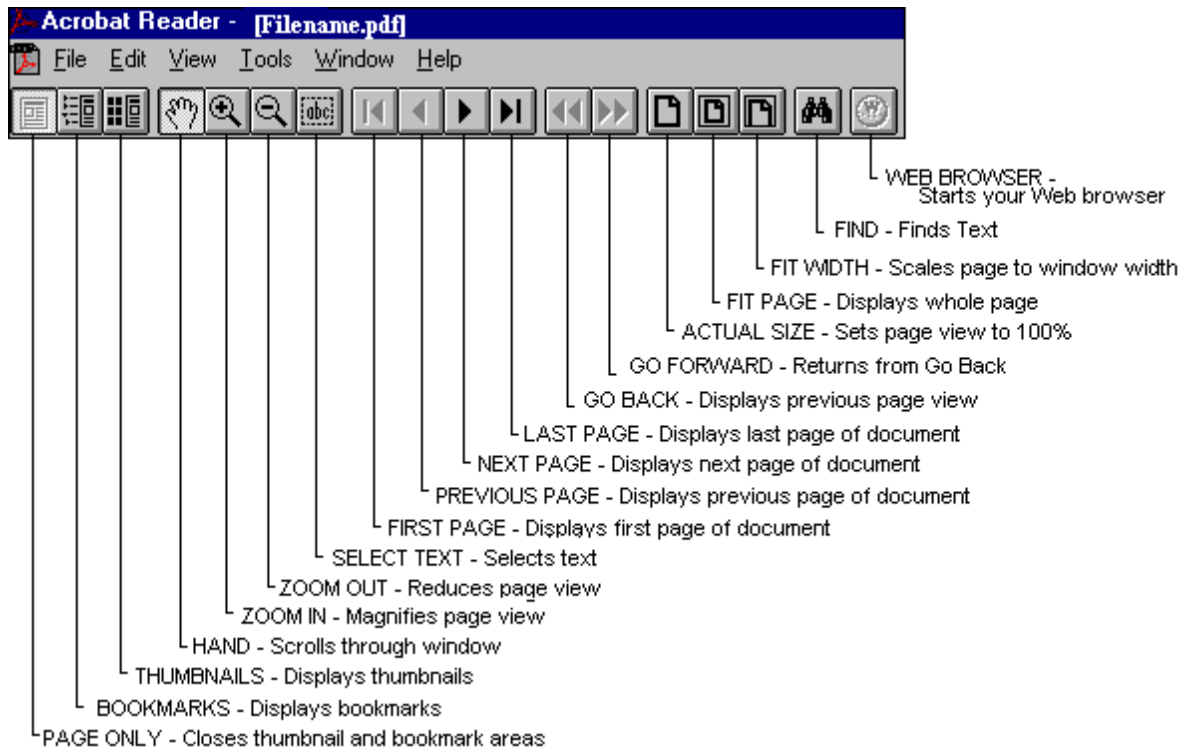 Acrobat Reader - [Filename.pdf]
File Edit View Tools Window Help
abc
WEB BROWSER -
Starts your Web browser
FIND - Finds Text
FIT WIDTH - Scales page to window width
FIT PAGE - Displays whole page
ACTUAL SIZE - Sets page view to 100%
GO FORWARD - Returns from Go Back
GO BACK - Displays previous page view
LAST PAGE - Displays last page of document
NEXT PAGE - Displays next page of document
PREVIOUS PAGE - Displays previous page of document
FIRST PAGE - Displays first page of document
SELECT TEXT - Selects text
ZOOM OUT - Reduces page view
ZOOM IN - Magnifies page view
HAND - Scrolls through window
THUMBNAILS - Displays thumbnails
BOOKMARKS - Displays bookmarks
PAGE ONLY - Closes thumbnail and bookmark areas